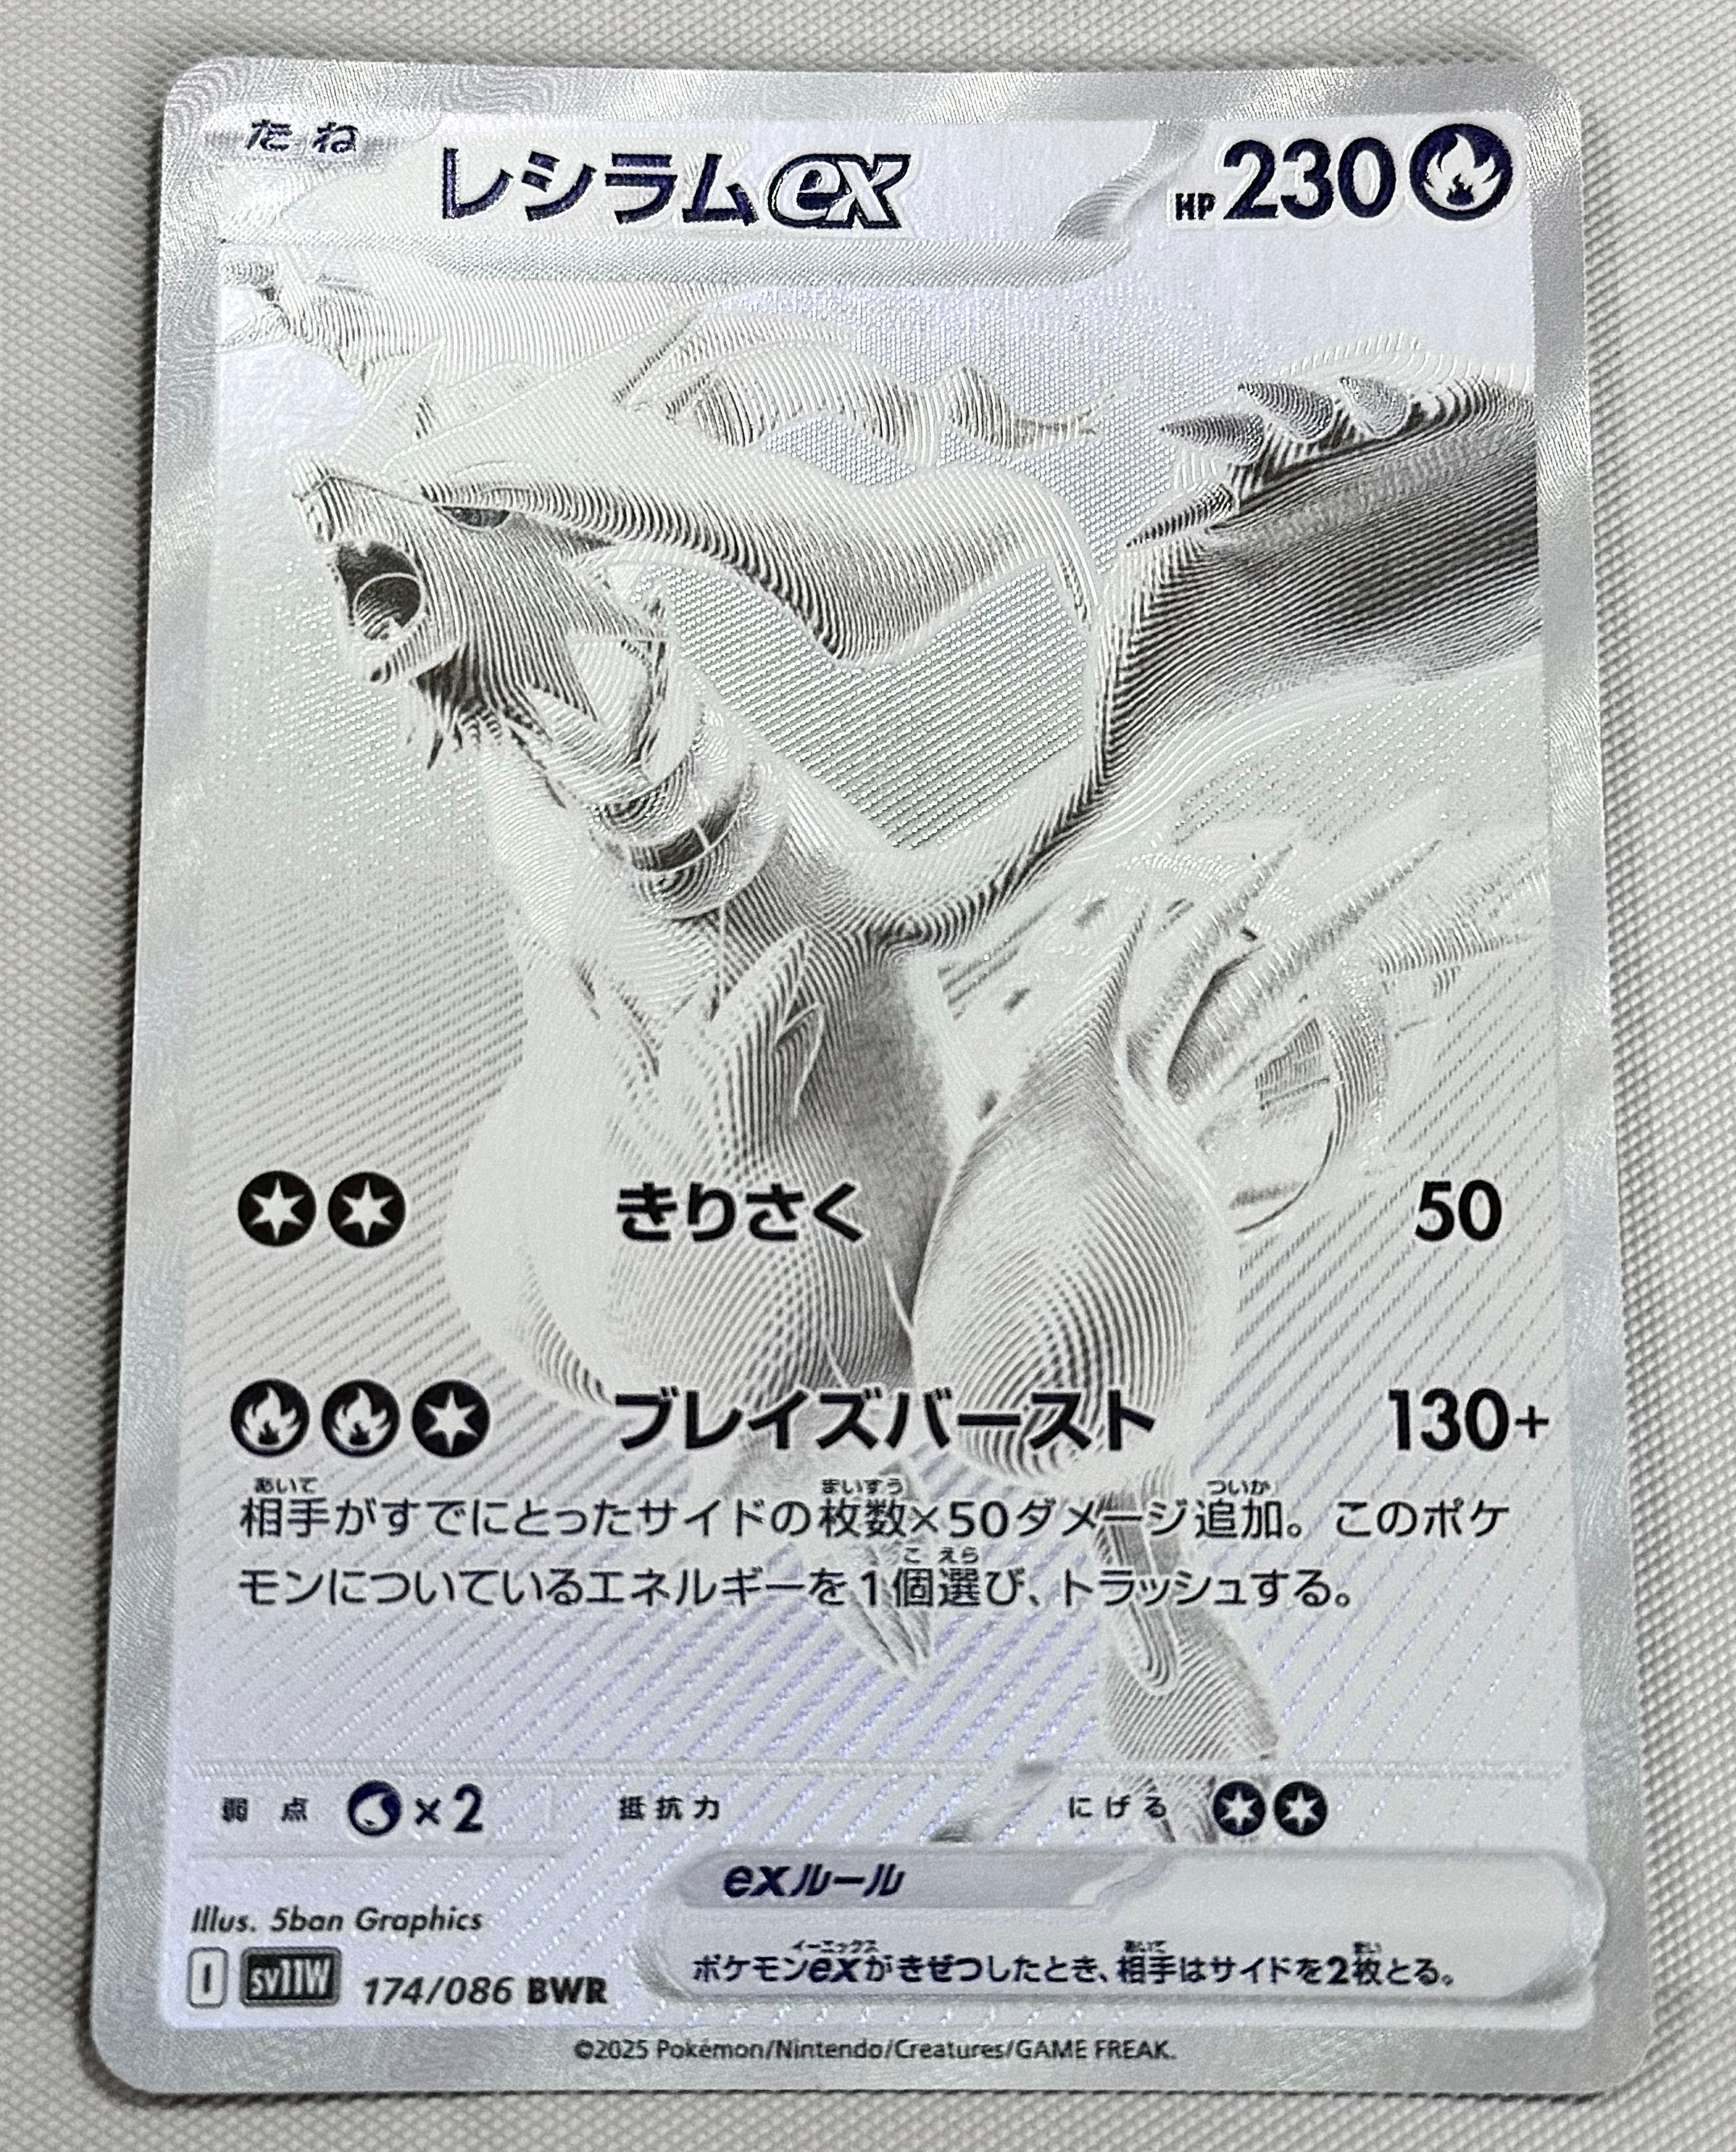 たね レシラムex HP230
きりさく 50
ブレイズバースト 130+
あいて まいすう ついか
相手がすでにとったサイドの枚数×50ダメージ追加。このポケ
こ えら
モンについているエネルギーを1個選び、トラッシュする。
弱点 ×2 抵抗力 にげる
exルール
イーエックス あいて まい
ポケモンexがきぜつしたとき、相手はサイドを2枚とる。
Illus. 5ban Graphics
I sv11W 174/086 BWR
©2025 Pokémon/Nintendo/Creatures/GAME FREAK.